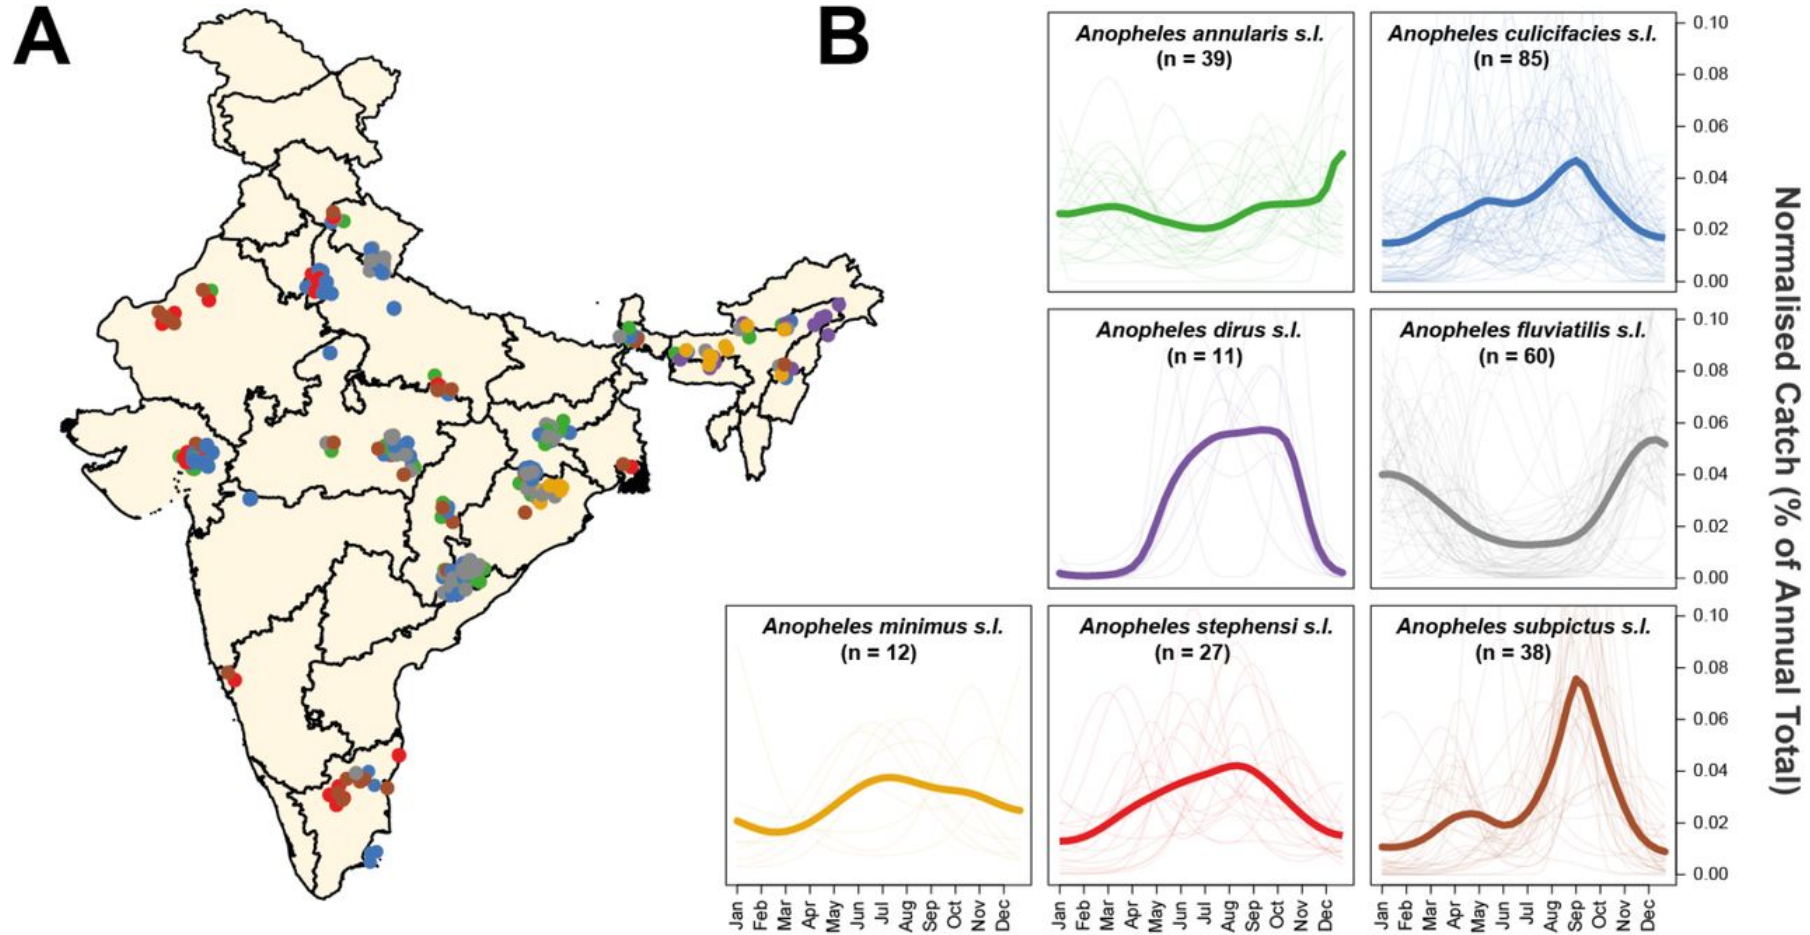 A
B
Anopheles annularis s.l.
(n = 39)
Anopheles culicifacies s.l.
(n = 85)
0.10
0.08
0.06
0.04
0.02
0.00
Anopheles dirus s.l.
(n = 11)
Anopheles fluviatilis s.l.
(n = 60)
0.10
0.08
0.06
0.04
0.02
0.00
Anopheles minimus s.l.
(n = 12)
Anopheles stephensi s.l.
(n = 27)
Anopheles subpictus s.l.
(n = 38)
0.10
0.08
0.06
0.04
0.02
0.00
Jan Feb Mar Apr May Jun Jul Aug Sep Oct Nov Dec
Jan Feb Mar Apr May Jun Jul Aug Sep Oct Nov Dec
Jan Feb Mar Apr May Jun Jul Aug Sep Oct Nov Dec
Normalised Catch (% of Annual Total)